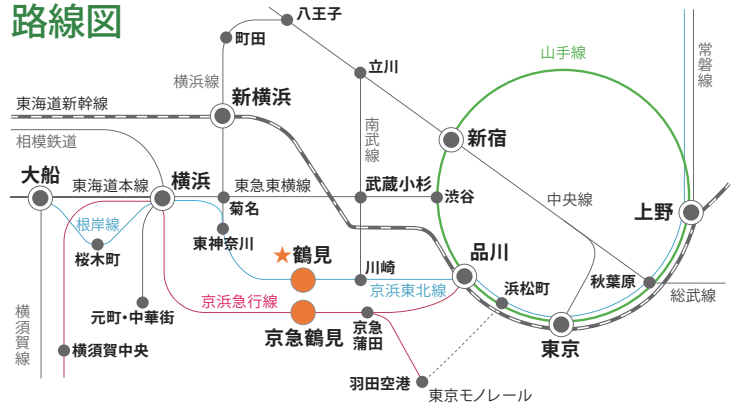 路線図
八王子
町田
立川
山手線
常磐線
横浜線
東海道新幹線
新横浜
相模鉄道
南武線
新宿
大船
東海道本線
横浜
東急東横線
武蔵小杉
渋谷
中央線
上野
菊名
根岸線
東神奈川
桜木町
★鶴見
川崎
品川
京浜東北線
浜松町
秋葉原
総武線
京浜急行線
元町・中華街
横須賀線
京急鶴見
京急
蒲田
東京
横須賀中央
羽田空港
東京モノレール